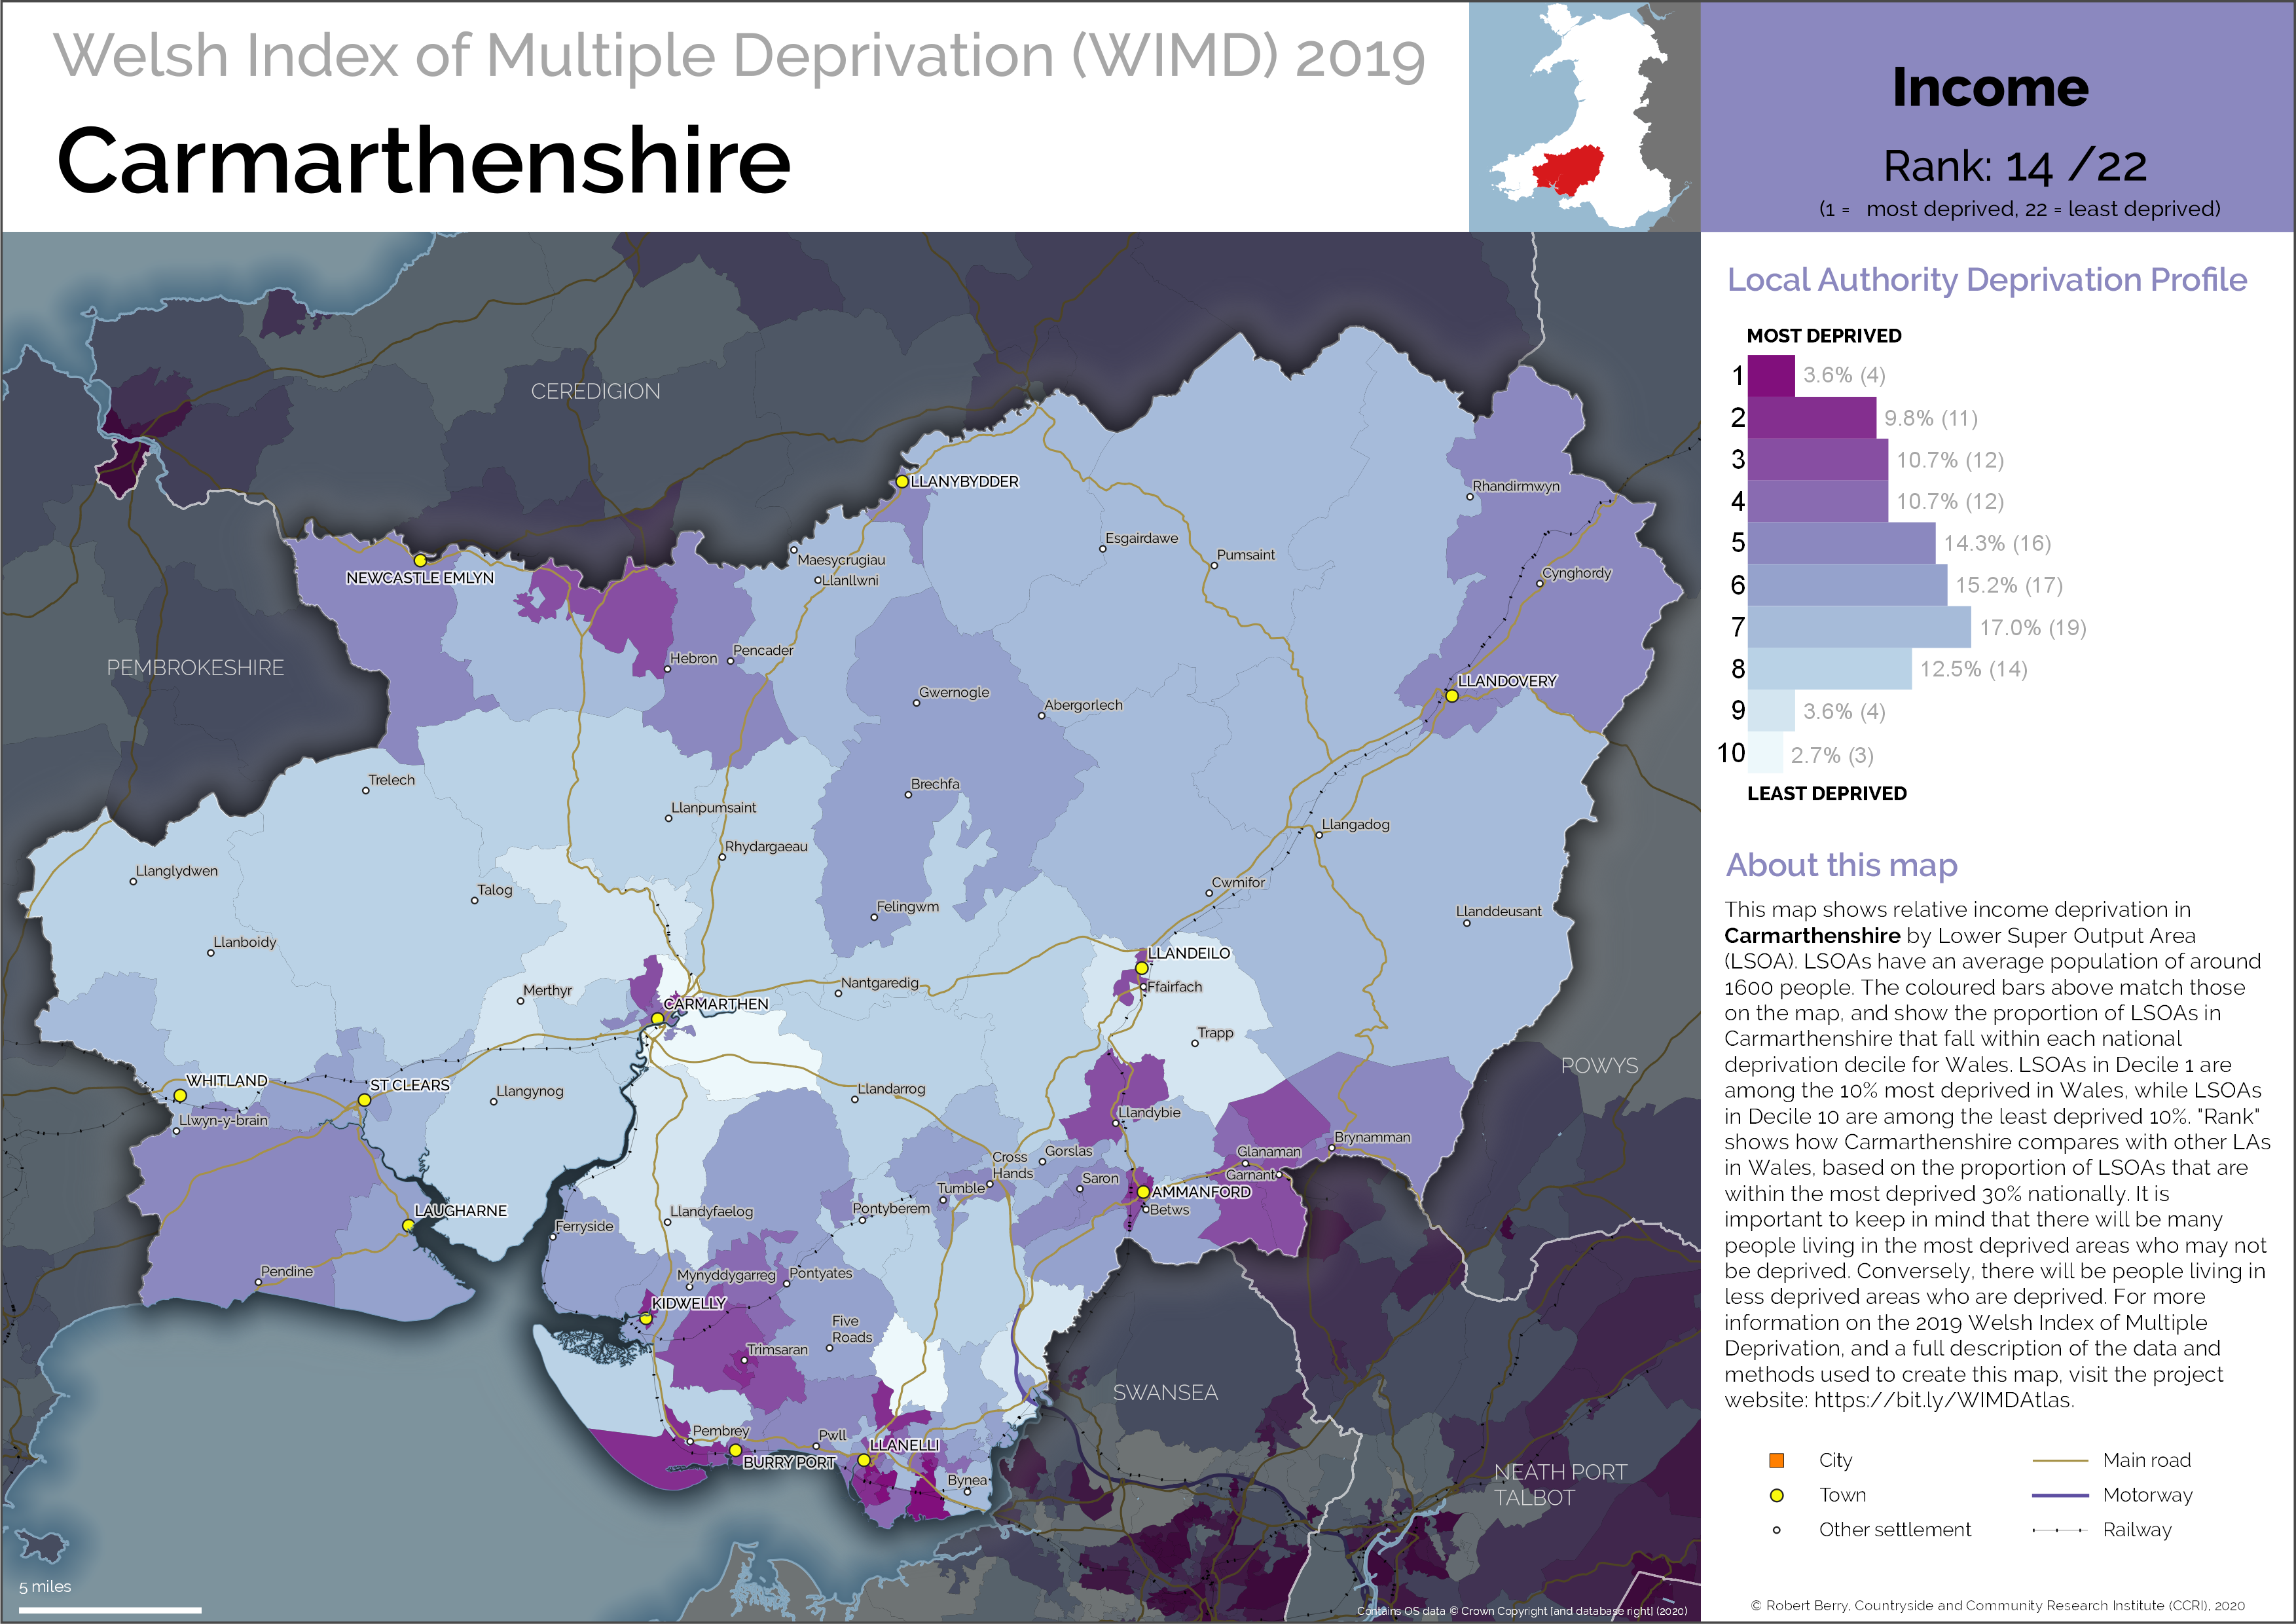 Welsh Index of Multiple Deprivation (WIMD) 2019
Carmarthenshire
Income
Rank: 14 /22
(1 = most deprived, 22 = least deprived)
Local Authority Deprivation Profile
MOST DEPRIVED
1 3.6% (4)
2 9.8% (11)
3 10.7% (12)
4 10.7% (12)
5 14.3% (16)
6 15.2% (17)
7 17.0% (19)
8 12.5% (14)
9 3.6% (4)
10 2.7% (3)
LEAST DEPRIVED
About this map
This map shows relative income deprivation in
Carmarthenshire by Lower Super Output Area
(LSOA). LSOAs have an average population of around
1600 people. The coloured bars above match those
on the map, and show the proportion of LSOAs in
Carmarthenshire that fall within each national
deprivation decile for Wales. LSOAs in Decile 1 are
among the 10% most deprived in Wales, while LSOAs
in Decile 10 are among the least deprived 10%. "Rank"
shows how Carmarthenshire compares with other LAs
in Wales, based on the proportion of LSOAs that are
within the most deprived 30% nationally. It is
important to keep in mind that there will be many
people living in the most deprived areas who may not
be deprived. Conversely, there will be people living in
less deprived areas who are deprived. For more
information on the 2019 Welsh Index of Multiple
Deprivation, and a full description of the data and
methods used to create this map, visit the project
website: https://bit.ly/WIMDAtlas.
City
Town
Other settlement
Main road
Motorway
Railway
© Robert Berry, Countryside and Community Research Institute (CCRI), 2020
CEREDIGION
LLANYBYDDER
Rhandirmwyn
Esgairdawe
Pumsaint
Maesycrugiau
Llanllwni
NEWCASTLE EMLYN
Cynghordy
PEMBROKESHIRE
Hebron
Pencader
LLANDOVERY
Gwernogle
Abergorlech
Trelech
Brechfa
Llanpumsaint
Llangadog
Rhydargaeau
Llanglydwen
Talog
Cwmifor
Felingwm
Llanddeusant
Llanboidy
LLANDEILO
Merthyr
Nantgaredig
Ffairfach
CARMARTHEN
Trapp
POWYS
WHITLAND
ST CLEARS
Llangynog
Llandarrog
Llwyn-y-brain
Llandybie
Brynamman
Glanaman
Garnant
Gorslas
Cross
Hands
Saron
Tumble
AMMANFORD
Betws
LAUGHARNE
Ferryside
Llandyfaelog
Pontyberem
Pendine
Mynyddygarreg
Pontyates
KIDWELLY
Five
Roads
Trimsaran
SWANSEA
Pembrey
Pwll
LLANELLI
BURRY PORT
Bynea
NEATH PORT
TALBOT
5 miles
Contains OS data © Crown Copyright [and database right] (2020)